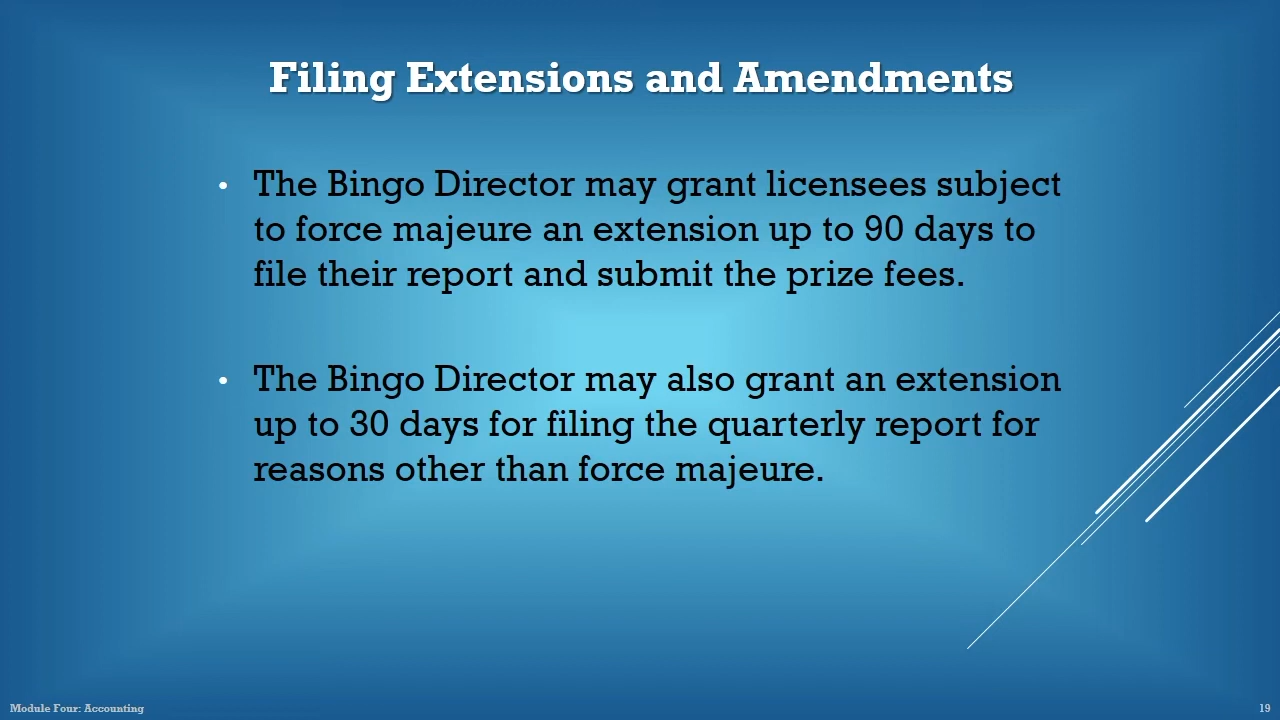 Filing Extensions and Amendments
• The Bingo Director may grant licensees subject
to force majeure an extension up to 90 days to
file their report and submit the prize fees.
• The Bingo Director may also grant an extension
up to 30 days for filing the quarterly report for
reasons other than force majeure.
Module Four: Accounting
19